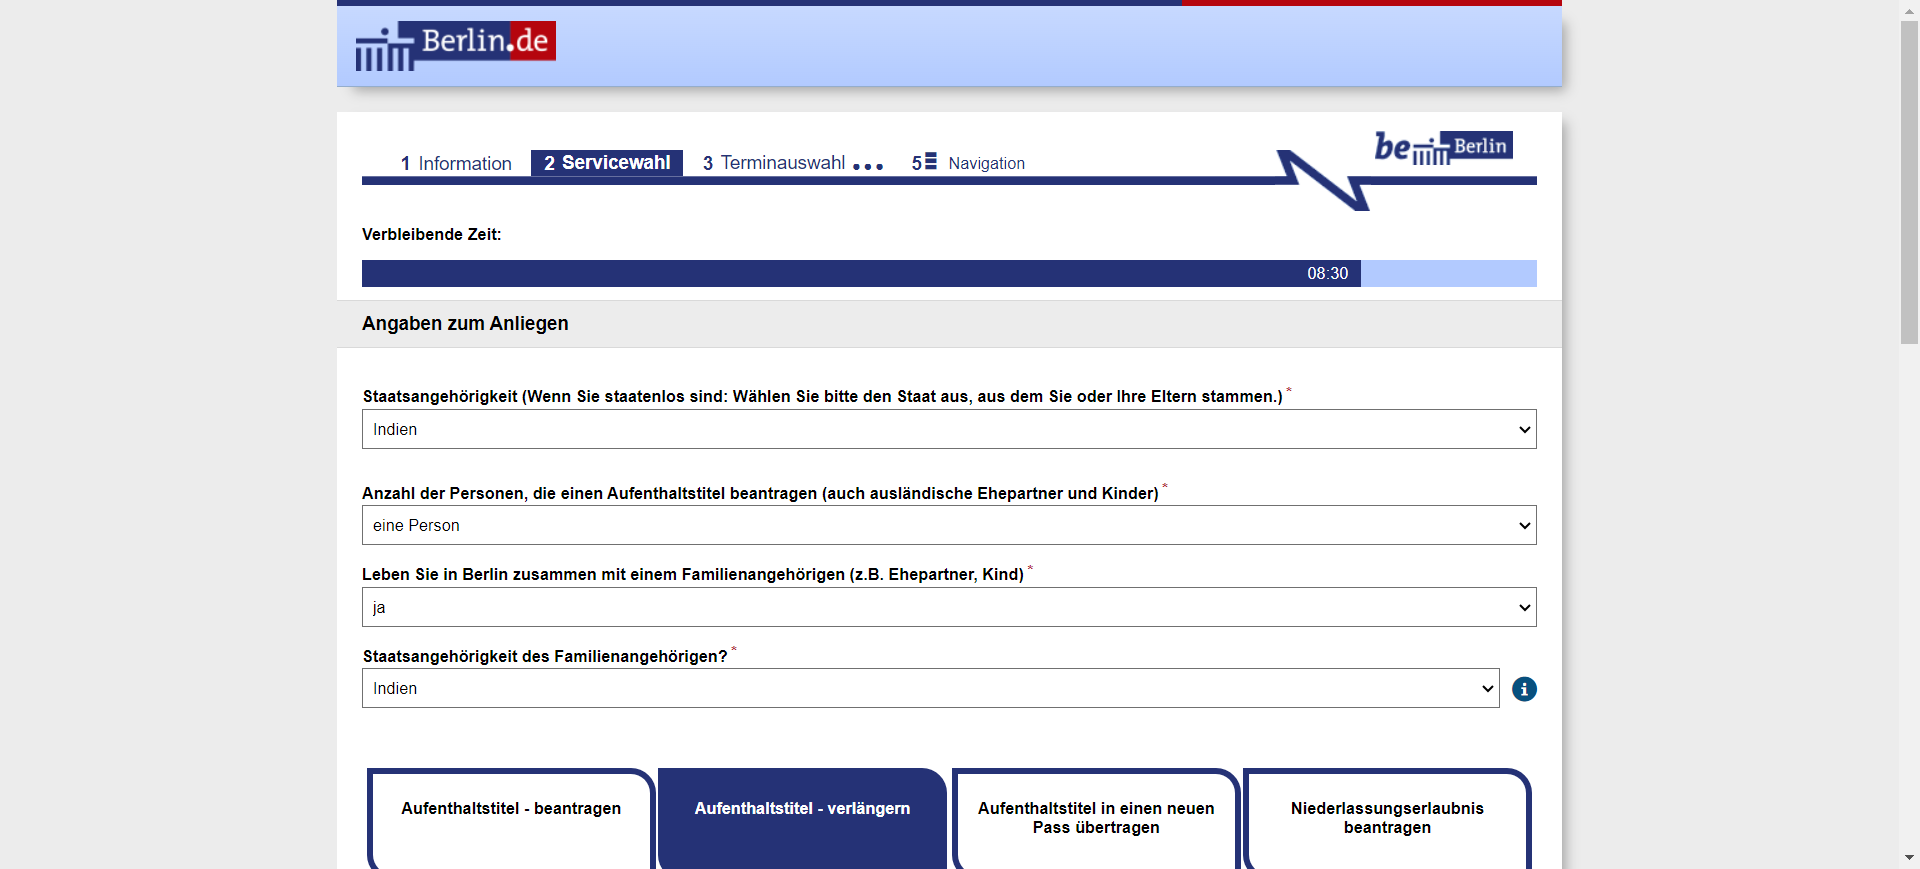 Berlin.de
be Berlin
1 Information 2 Servicewahl 3 Terminauswahl ... 5 Navigation
Verbleibende Zeit:
08:30
Angaben zum Anliegen
Staatsangehörigkeit (Wenn Sie staatenlos sind: Wählen Sie bitte den Staat aus, aus dem Sie oder Ihre Eltern stammen.) *
Indien
Anzahl der Personen, die einen Aufenthaltstitel beantragen (auch ausländische Ehepartner und Kinder) *
eine Person
Leben Sie in Berlin zusammen mit einem Familienangehörigen (z.B. Ehepartner, Kind) *
ja
Staatsangehörigkeit des Familienangehörigen? *
Indien
Aufenthaltstitel - beantragen
Aufenthaltstitel - verlängern
Aufenthaltstitel in einen neuen
Pass übertragen
Niederlassungserlaubnis
beantragen